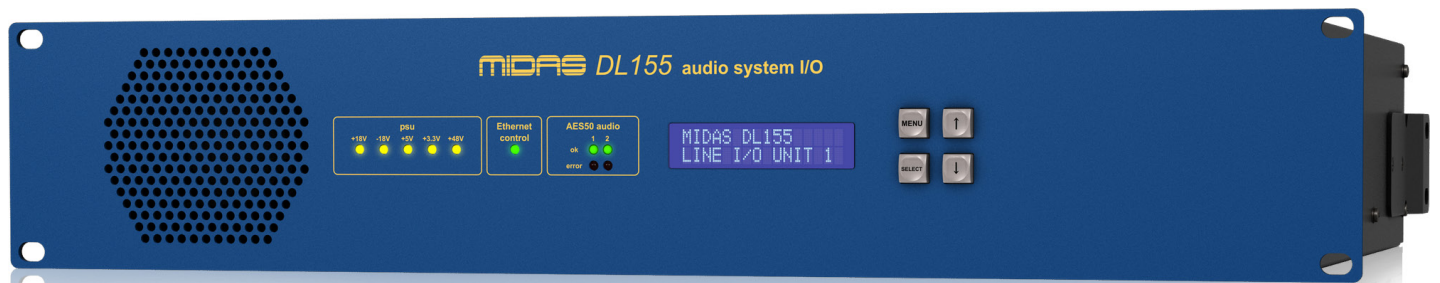 MIDAS DL155 audio system I/O
psu
+18V -18V +5V +3.3V +48V
Ethernet
control
AES50 audio
1 2
ok
error
MIDAS DL155
LINE I/O UNIT 1
MENU ↑
SELECT ↓